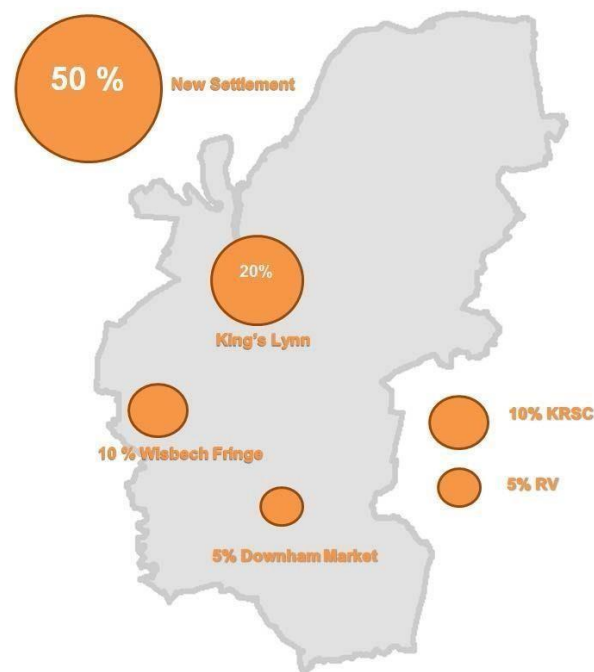 50 %
New Settlement
20%
King's Lynn
10% KRSC
10 % Wisbech Fringe
5% RV
5% Downham Market